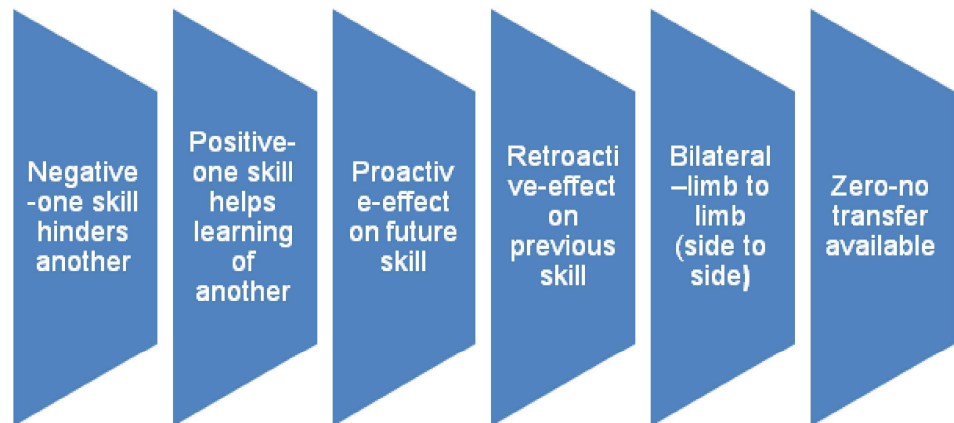 Negative
-one skill
hinders
another
Positive-
one skill
helps
learning
of
another
Proactiv
e-effect
on future
skill
Retroacti
ve-effect
on
previous
skill
Bilateral
–limb to
limb
(side to
side)
Zero-no
transfer
available